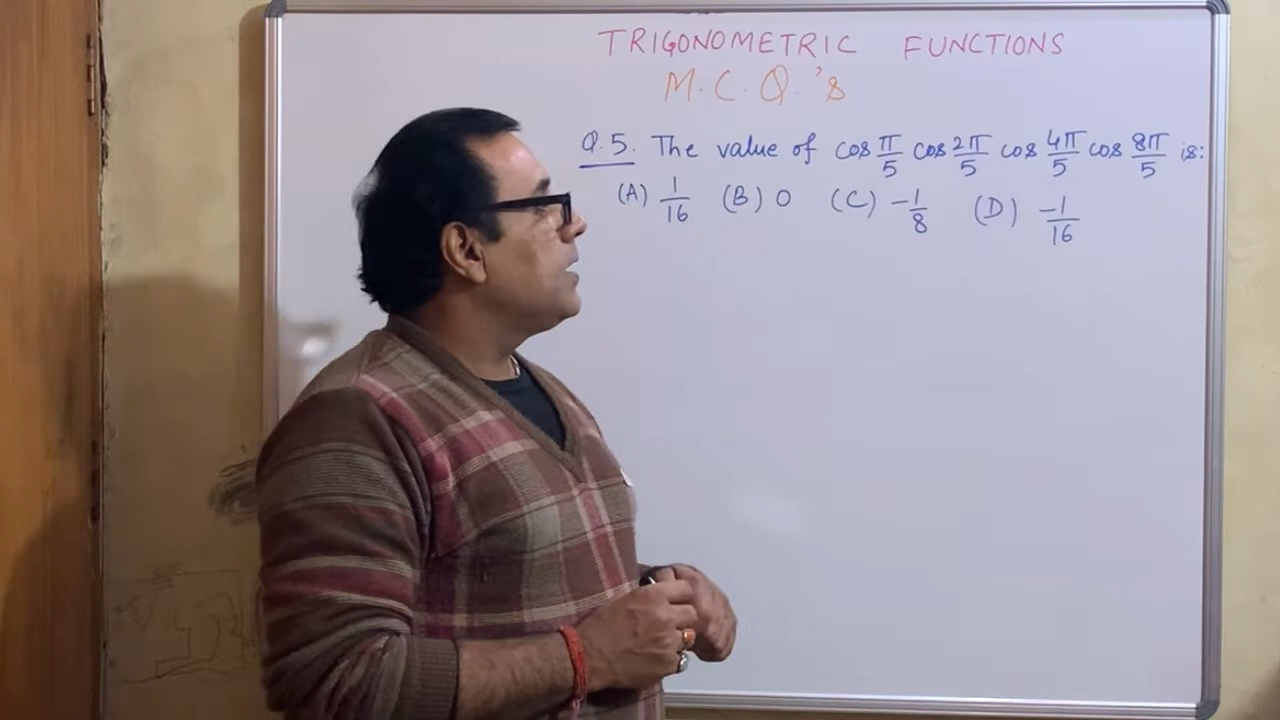 TRIGONOMETRIC FUNCTIONS
M.C.Q.'s
Q.5. The value of cos π/5 cos 2π/5 cos 4π/5 cos 8π/5 is:
(A) 1/16 (B) 0 (C) -1/8 (D) -1/16